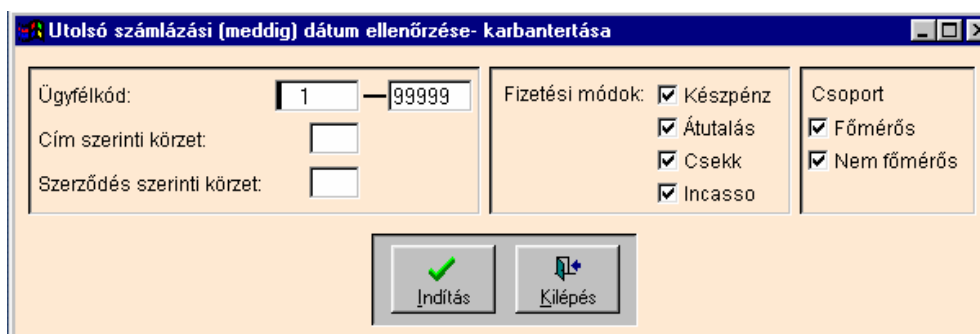 Utolsó számlázási (meddig) dátum ellenőrzése- karbantertása
Ügyfélkód: 1 — 99999
Cím szerinti körzet:
Szerződés szerinti körzet:
Fizetési módok: Készpénz
Átutalás
Csekk
Incasso
Csoport
Főmérős
Nem főmérős
Indítás
Kilépés